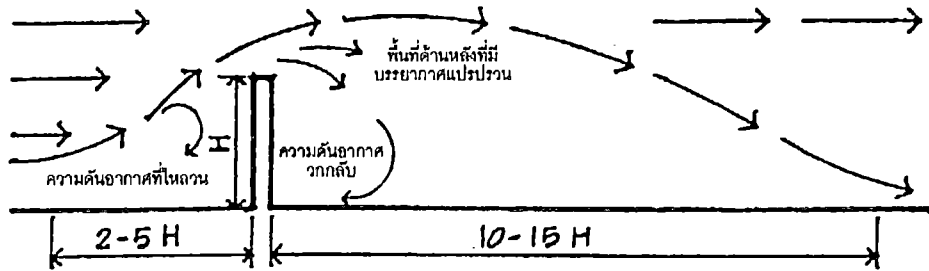 พื้นที่ด้านหลังที่มี
บรรยากาศแปรปรวน
H
ความดันอากาศ
วกกลับ
ความดันอากาศที่ไหลวน
2-5 H
10-15 H